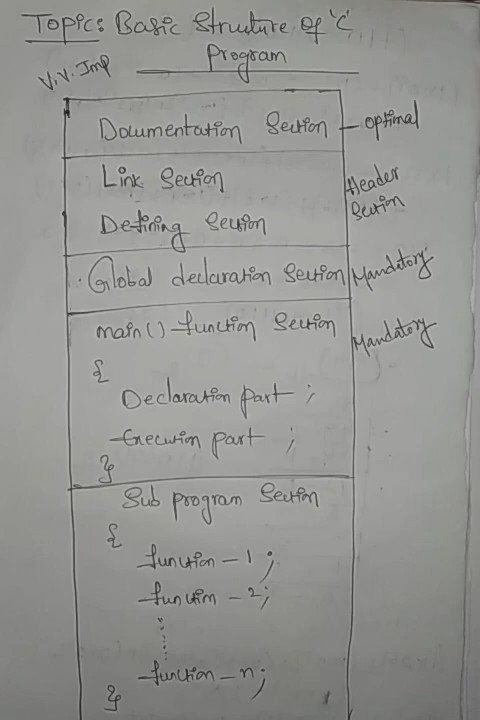 Topic: Basic Structure of 'C'
Program
V.V. Imp
Documentation Section - optimal
Link Section
Header
Section
Defining Section
Global declaration Section Mandatory
main() function Section Mandatory
{
Declaration part ;
Execution part ;
}
Sub program Section
{
function - 1;
function - 2;
function - n;
}